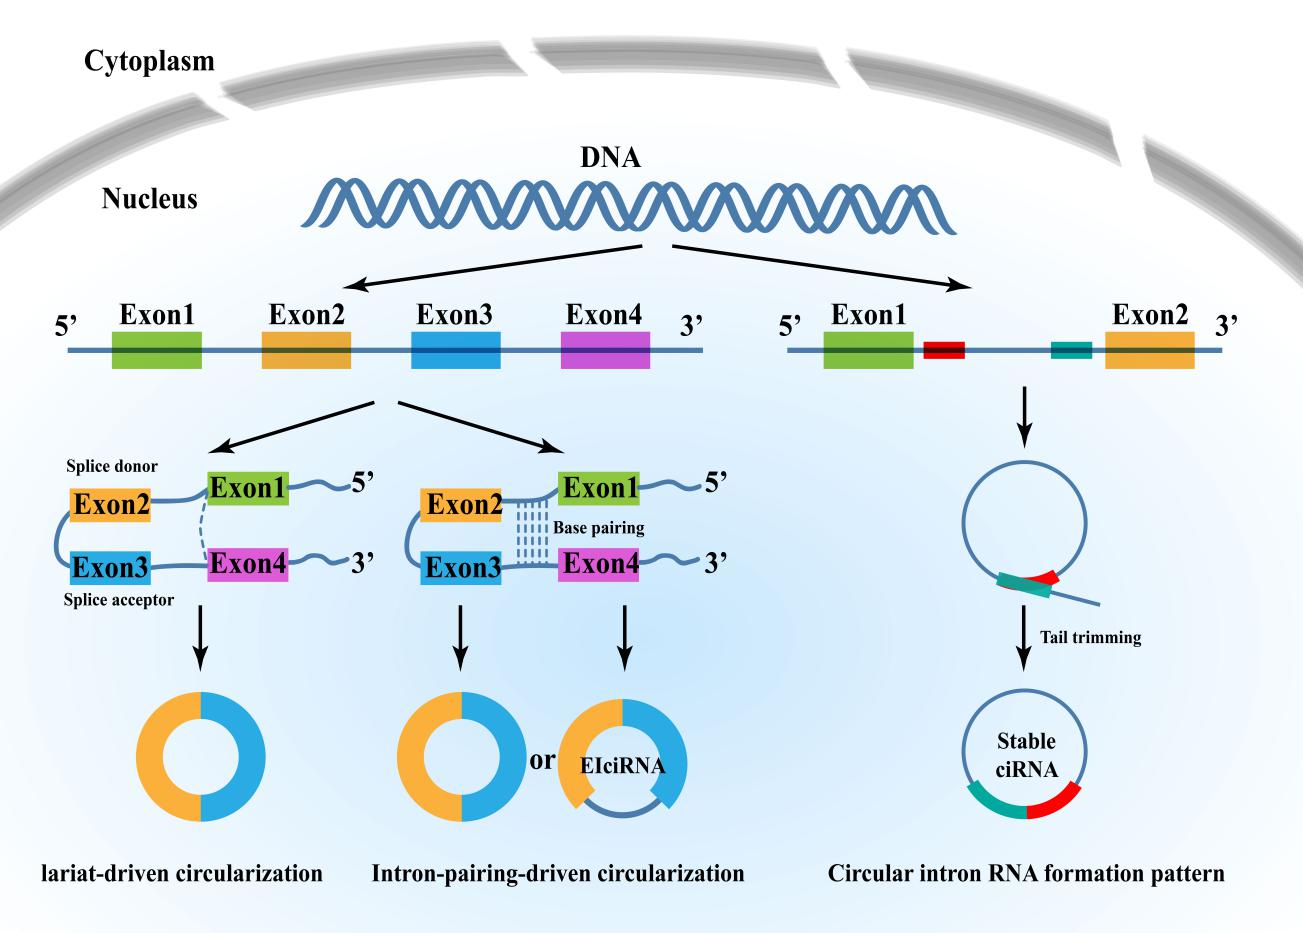 Cytoplasm
DNA
Nucleus
5’ Exon1 Exon2 Exon3 Exon4 3’
5’ Exon1 Exon2 3’
Splice donor
Exon2 Exon1 5’
Exon3 Exon4 3’
Splice acceptor
Exon2 Exon1 5’
Base pairing
Exon3 Exon4 3’
Tail trimming
or
EIciRNA
Stable
ciRNA
lariat-driven circularization
Intron-pairing-driven circularization
Circular intron RNA formation pattern